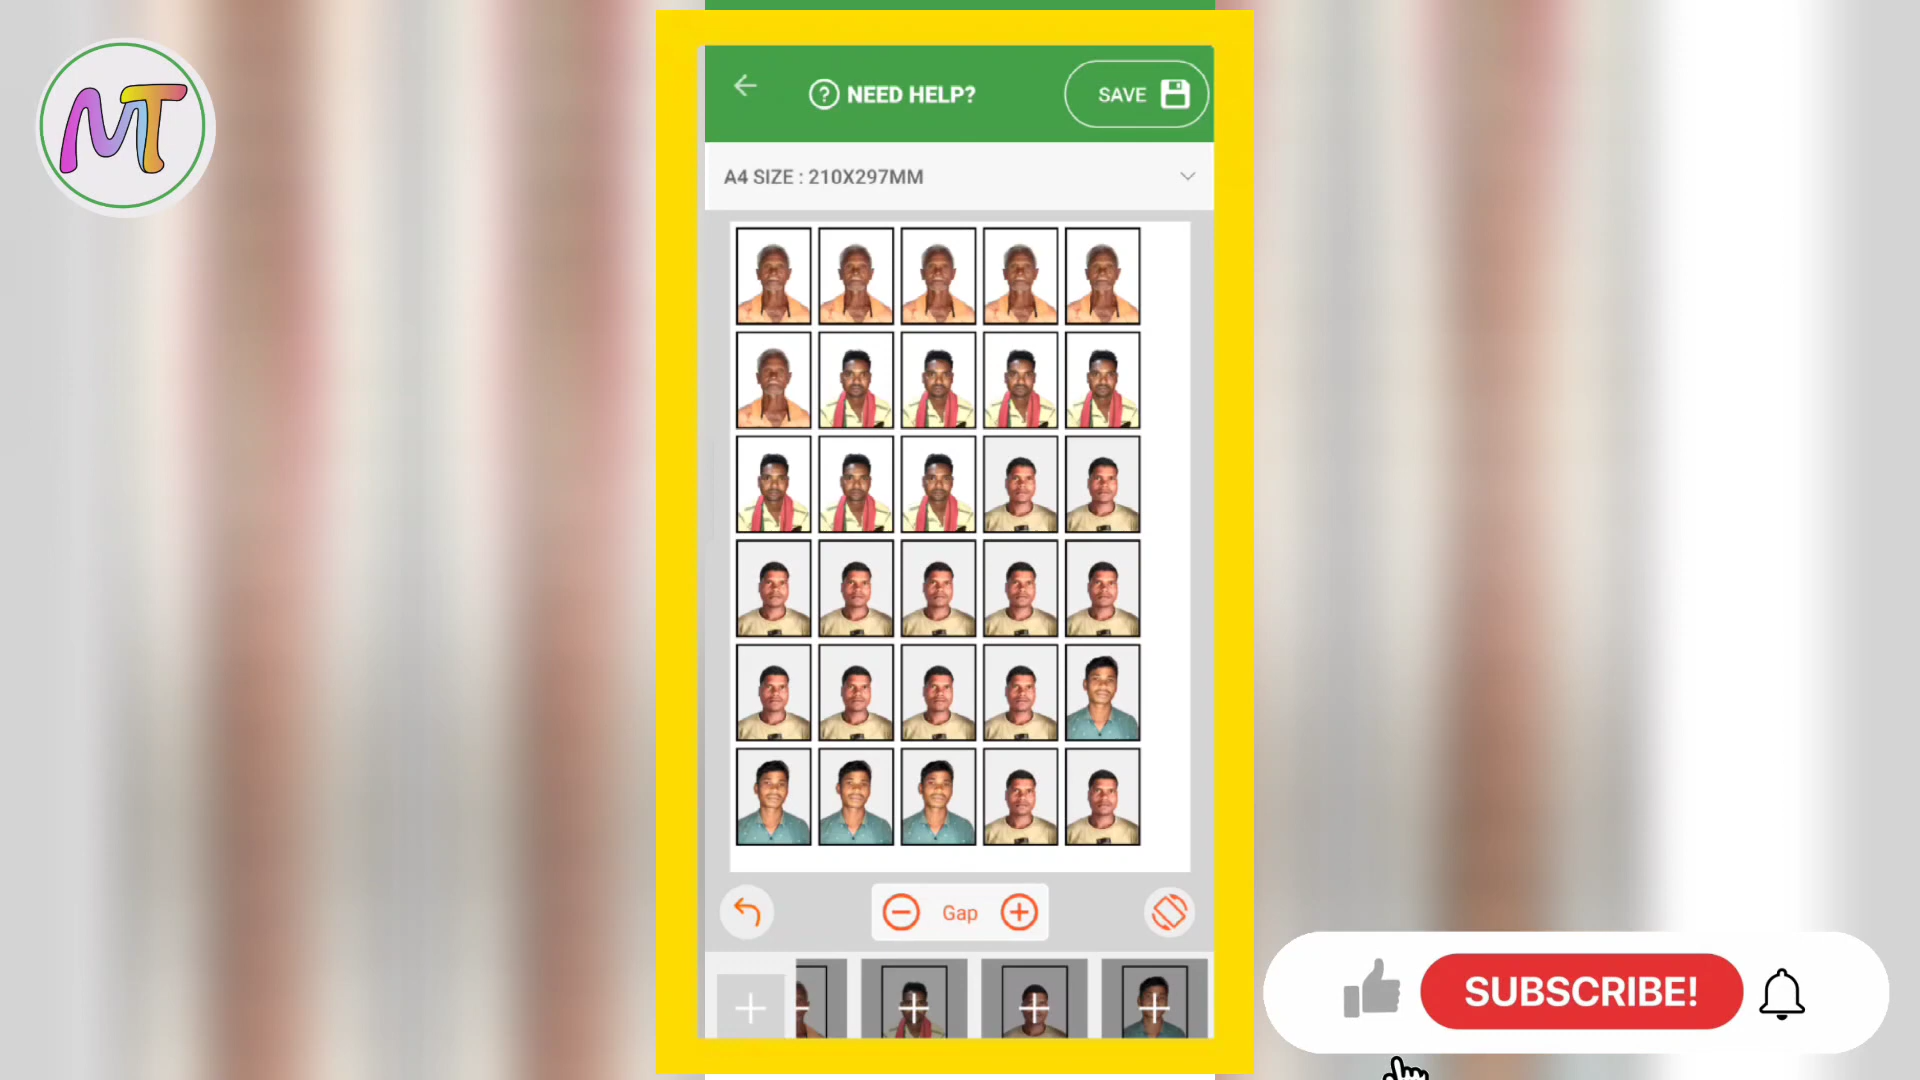 MT
? NEED HELP?
SAVE
A4 SIZE : 210X297MM
Gap
SUBSCRIBE!